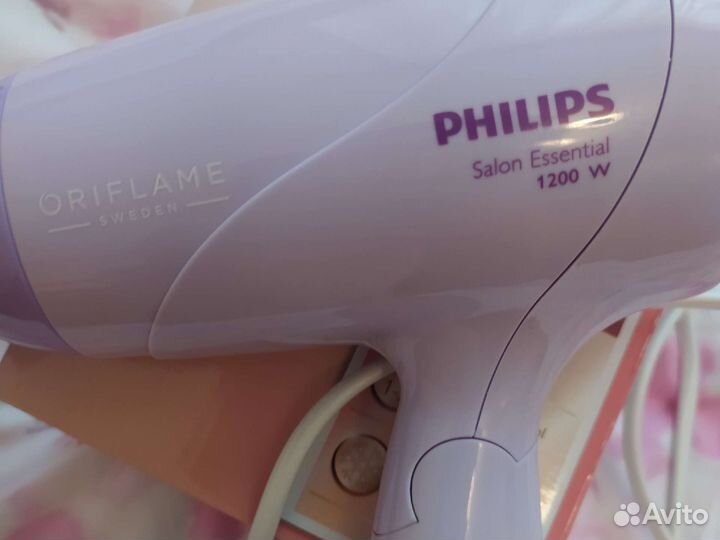 PHILIPS
Salon Essential
1200 W
ORIFLAME
SWEDEN
Avito